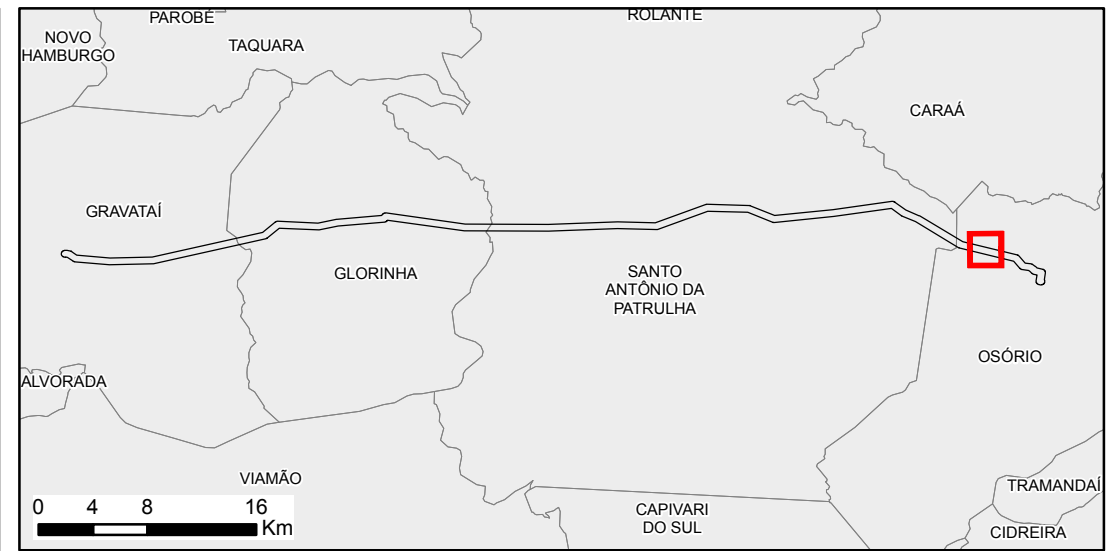 PAROBÉ
ROLANTE
NOVO
HAMBURGO
TAQUARA
CARAÁ
GRAVATAÍ
GLORINHA
SANTO
ANTÔNIO DA
PATRULHA
OSÓRIO
ALVORADA
VIAMÃO
TRAMANDAÍ
CAPIVARI
DO SUL
CIDREIRA
0 4 8 16
Km